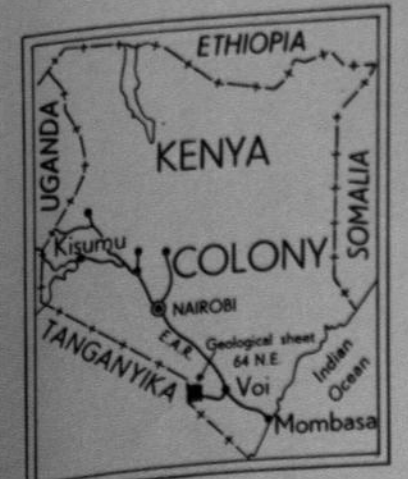 ETHIOPIA
UGANDA
KENYA
SOMALIA
Kisumu
COLONY
NAIROBI
E.A.R.
TANGANYIKA
Geological sheet
64 N.E.
Voi
Indian
Ocean
Mombasa